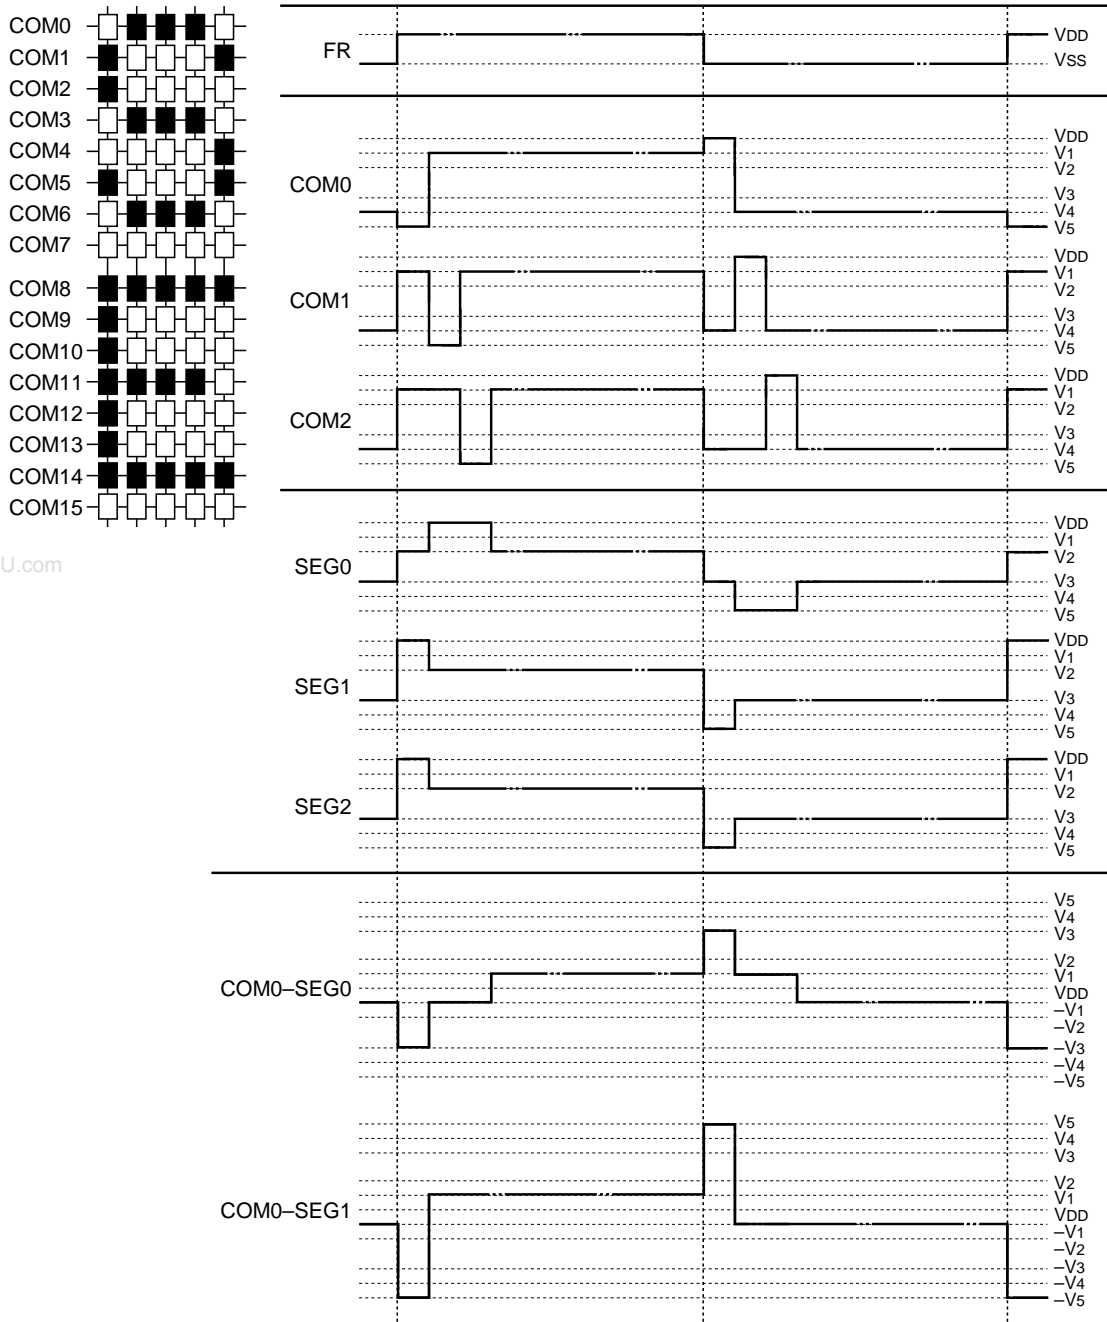 COM0
COM1
COM2
COM3
COM4
COM5
COM6
COM7
COM8
COM9
COM10
COM11
COM12
COM13
COM14
COM15
U.com
FR
VDD
VSS
COM0
VDD
V1
V2
V3
V4
V5
COM1
VDD
V1
V2
V3
V4
V5
COM2
VDD
V1
V2
V3
V4
V5
SEG0
VDD
V1
V2
V3
V4
V5
SEG1
VDD
V1
V2
V3
V4
V5
SEG2
VDD
V1
V2
V3
V4
V5
COM0–SEG0
V5
V4
V3
V2
V1
VDD
–V1
–V2
–V3
–V4
–V5
COM0–SEG1
V5
V4
V3
V2
V1
VDD
–V1
–V2
–V3
–V4
–V5